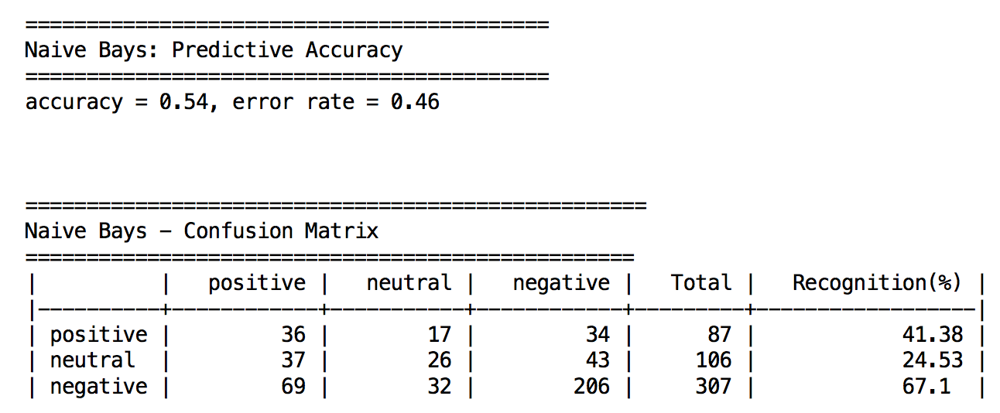 ===========================================
Naive Bays: Predictive Accuracy
===========================================
accuracy = 0.54, error rate = 0.46
===================================================
Naive Bays - Confusion Matrix
==================================================
|          |   positive |   neutral |   negative |   Total |   Recognition(%) |
|----------+------------+-----------+------------+---------+------------------|
| positive |         36 |        17 |         34 |      87 |            41.38 |
| neutral  |         37 |        26 |         43 |     106 |            24.53 |
| negative |         69 |        32 |        206 |     307 |            67.1  |